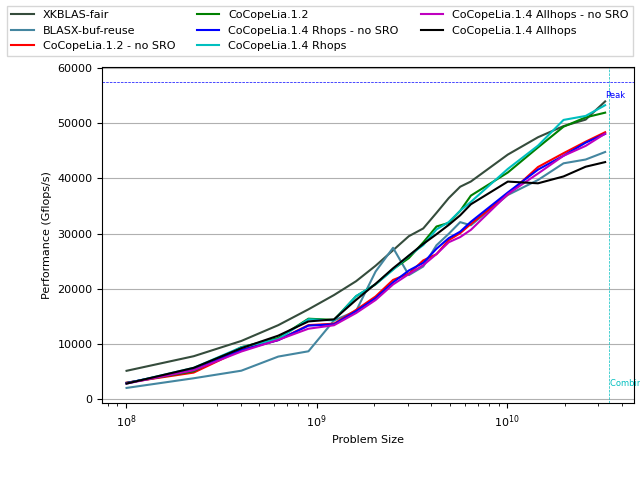 XKBLAS-fair
BLASX-buf-reuse
CoCopeLia.1.2 - no SRO
CoCopeLia.1.2
CoCopeLia.1.4 Rhops - no SRO
CoCopeLia.1.4 Rhops
CoCopeLia.1.4 Allhops - no SRO
CoCopeLia.1.4 Allhops
Performance (Gflops/s)
60000
50000
40000
30000
20000
10000
0
Peak
Combin
10⁸
10⁹
10¹⁰
Problem Size